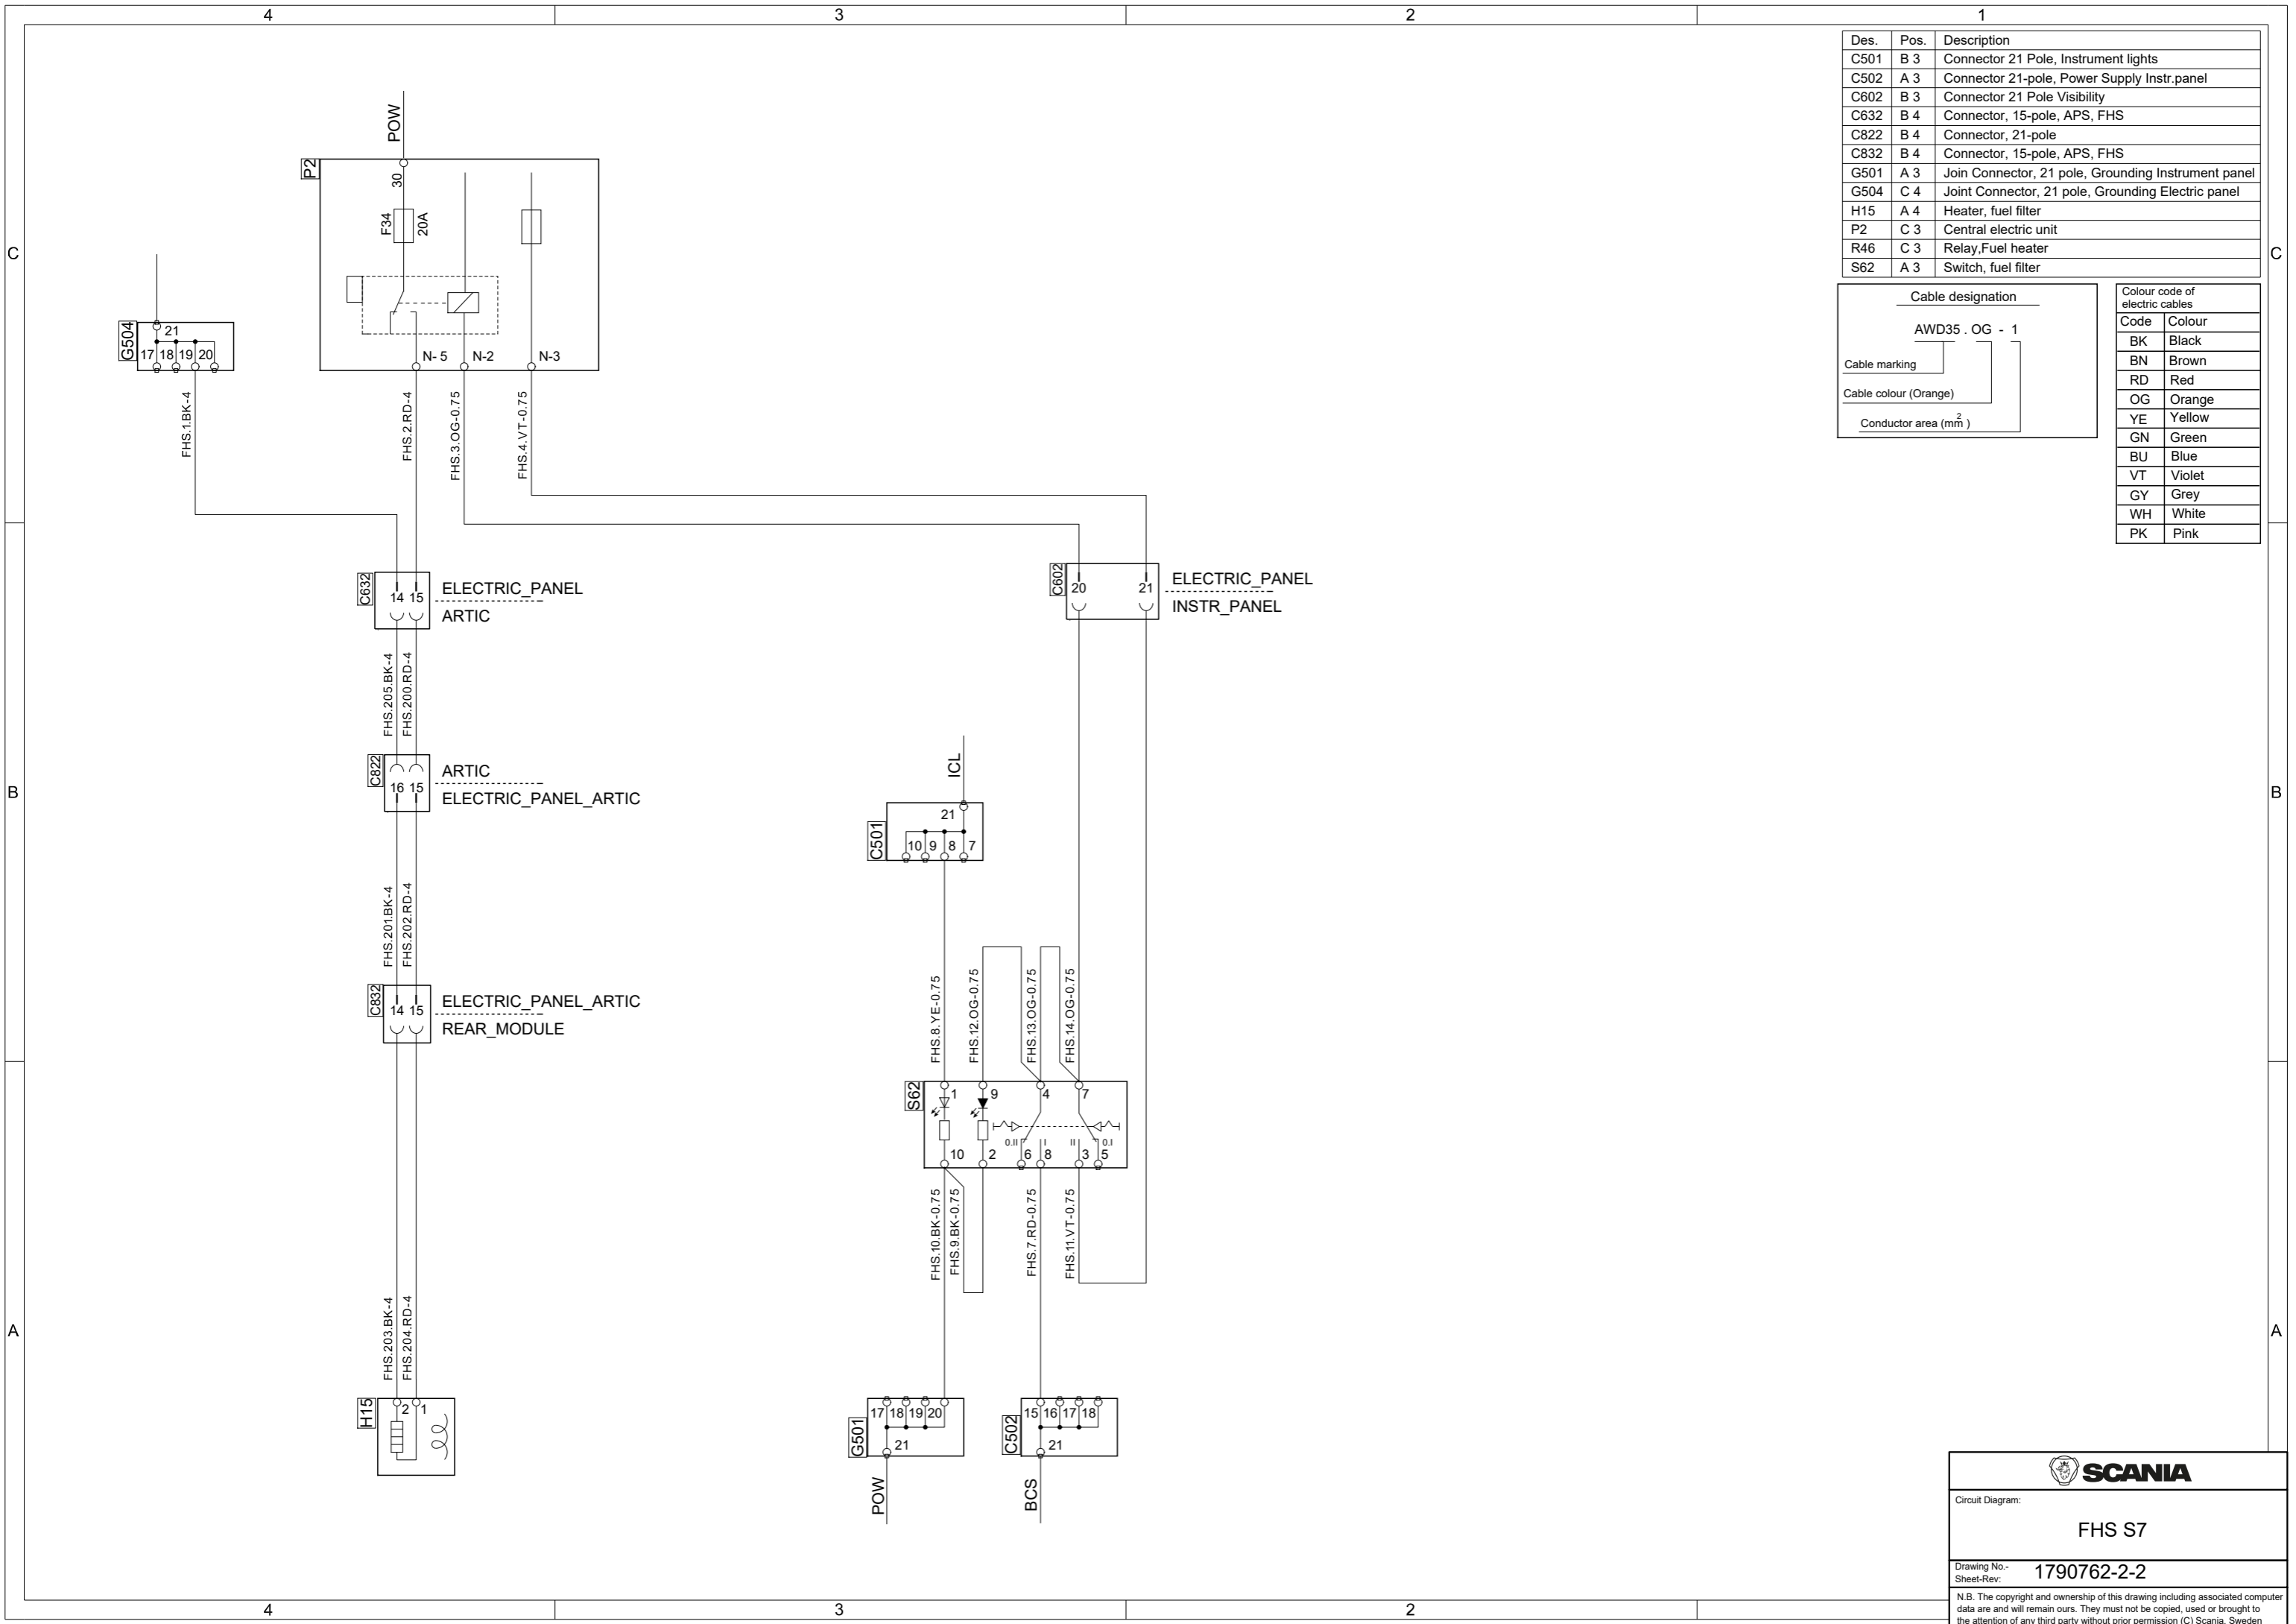 4 3 2 1
Des. Pos. Description
C501 B 3 Connector 21 Pole, Instrument lights
C502 A 3 Connector 21-pole, Power Supply Instr.panel
C602 B 3 Connector 21 Pole Visibility
C632 B 4 Connector, 15-pole, APS, FHS
C822 B 4 Connector, 21-pole
C832 B 4 Connector, 15-pole, APS, FHS
G501 A 3 Join Connector, 21 pole, Grounding Instrument panel
G504 C 4 Joint Connector, 21 pole, Grounding Electric panel
H15 A 4 Heater, fuel filter
P2 C 3 Central electric unit
R46 C 3 Relay,Fuel heater
S62 A 3 Switch, fuel filter
Cable designation
AWD35 . OG - 1
Cable marking
Cable colour (Orange)
Conductor area (mm 2 )
Colour code of
electric cables
Code Colour
BK Black
BN Brown
RD Red
OG Orange
YE Yellow
GN Green
BU Blue
VT Violet
GY Grey
WH White
PK Pink
POW
P2
30
F34
20A
N- 5 N-2 N-3
C C
G504
21
17 18 19 20
FHS.1.BK-4
FHS.2.RD-4
FHS.3.OG-0.75
FHS.4.VT-0.75
C632
14 15
ELECTRIC_PANEL
ARTIC
C602
20 21
ELECTRIC_PANEL
INSTR_PANEL
FHS.205.BK-4
FHS.200.RD-4
C822
16 15
ARTIC
ELECTRIC_PANEL_ARTIC
B B
ICL
C501
21
10 9 8 7
FHS.201.BK-4
FHS.202.RD-4
C832
14 15
ELECTRIC_PANEL_ARTIC
REAR_MODULE
FHS.8.YE-0.75
FHS.12.OG-0.75
FHS.13.OG-0.75
FHS.14.OG-0.75
S62
1 9 4 7
0.II I II 0.I
10 2 6 8 3 5
FHS.10.BK-0.75
FHS.9.BK-0.75
FHS.7.RD-0.75
FHS.11.VT-0.75
A A
FHS.203.BK-4
FHS.204.RD-4
H15
2 1
G501
17 18 19 20
21
POW
C502
15 16 17 18
21
BCS
SCANIA
Circuit Diagram:
FHS S7
Drawing No.-
Sheet-Rev:
1790762-2-2
N.B. The copyright and ownership of this drawing including associated computer
data are and will remain ours. They must not be copied, used or brought to
the attention of any third party without prior permission (C) Scania, Sweden
4 3 2